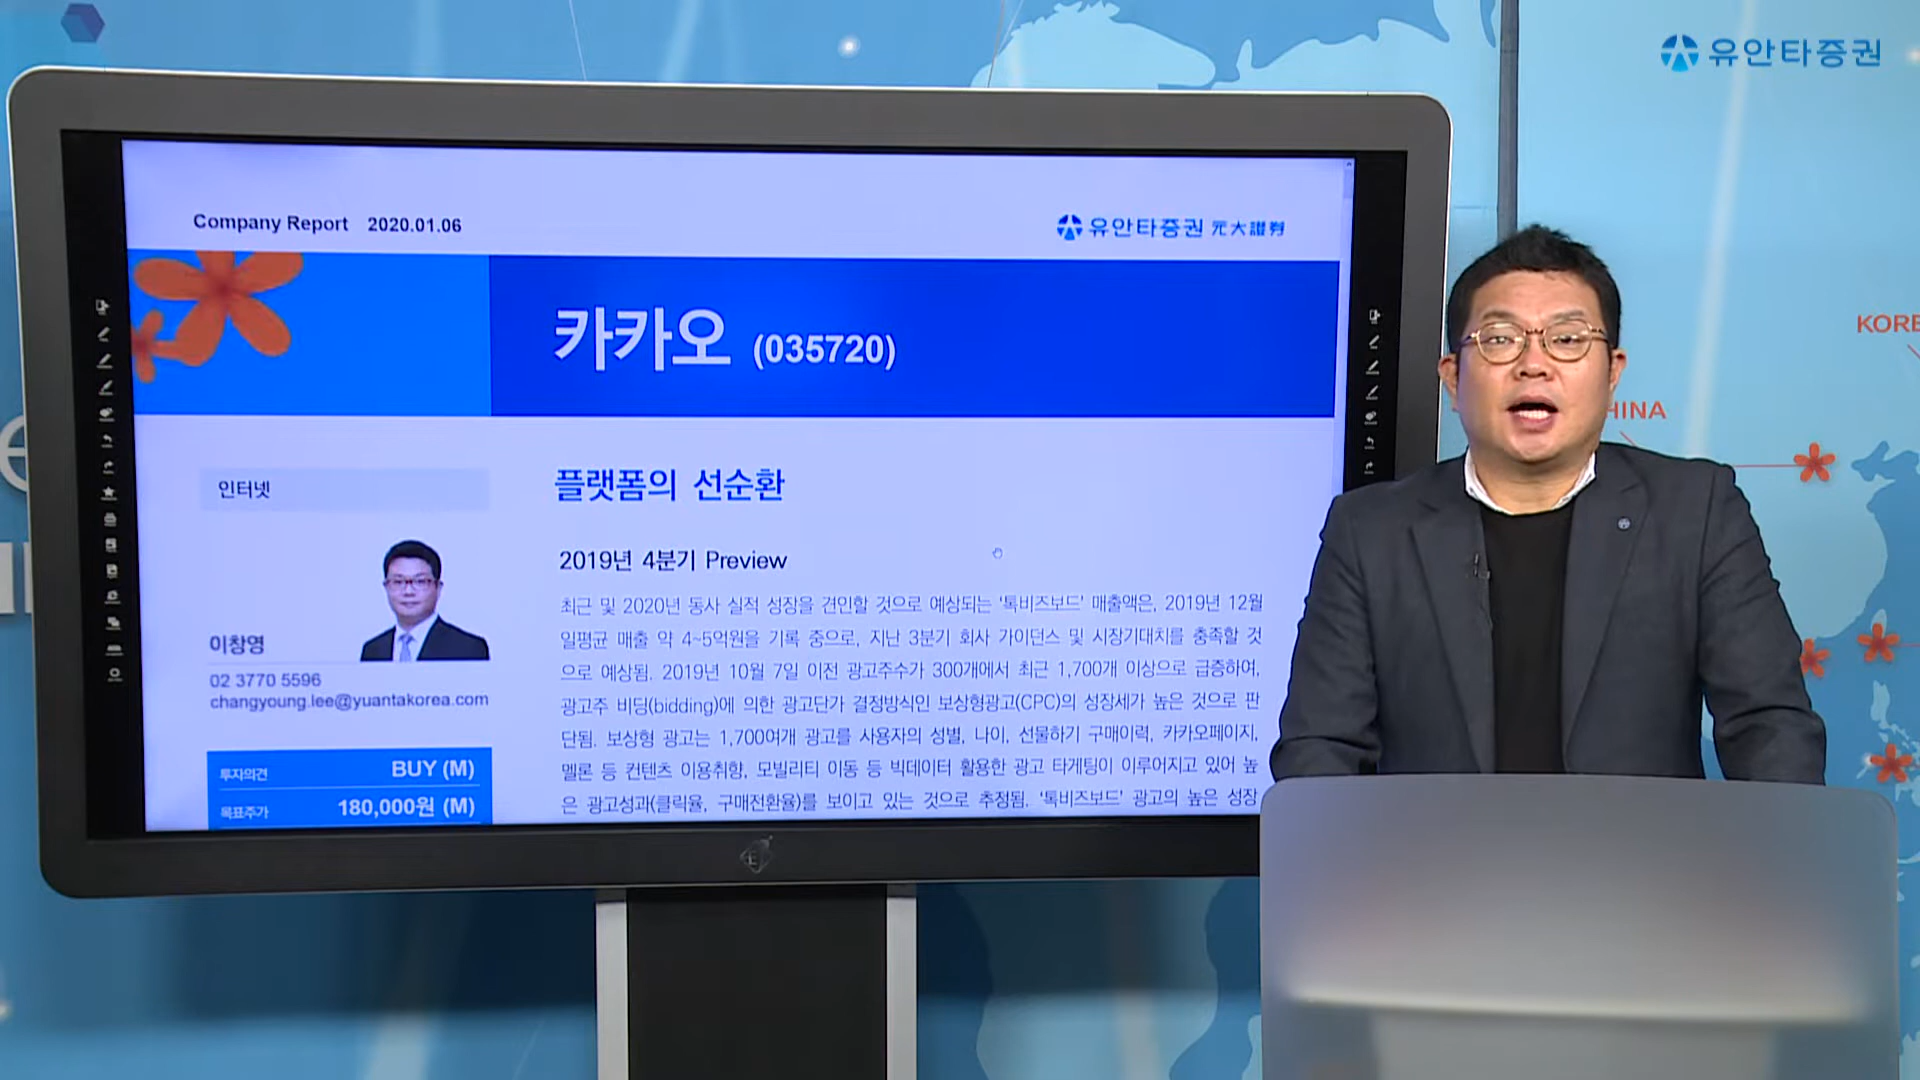 유안타증권
Company Report 2020.01.06
유안타증권 元大證券
카카오 (035720)
인터넷
이창영
02 3770 5596
changyoung.lee@yuantakorea.com
투자의견 BUY (M)
목표주가 180,000원 (M)
플랫폼의 선순환
2019년 4분기 Preview
최근 및 2020년 동사 실적 성장을 견인할 것으로 예상되는 ‘톡비즈보드’ 매출액은, 2019년 12월
일평균 매출 약 4~5억원을 기록 중으로, 지난 3분기 회사 가이던스 및 시장기대치를 충족할 것
으로 예상됨. 2019년 10월 7일 이전 광고주수가 300개에서 최근 1,700개 이상으로 급증하여,
광고주 비딩(bidding)에 의한 광고단가 결정방식인 보상형광고(CPC)의 성장세가 높은 것으로 판
단됨. 보상형 광고는 1,700여개 광고를 사용자의 성별, 나이, 선물하기 구매이력, 카카오페이지,
멜론 등 컨텐츠 이용취향, 모빌리티 이동 등 빅데이터 활용한 광고 타게팅이 이루어지고 있어 높
은 광고성과(클릭율, 구매전환율)를 보이고 있는 것으로 추정됨. ‘톡비즈보드’ 광고의 높은 성장
KORE
HINA